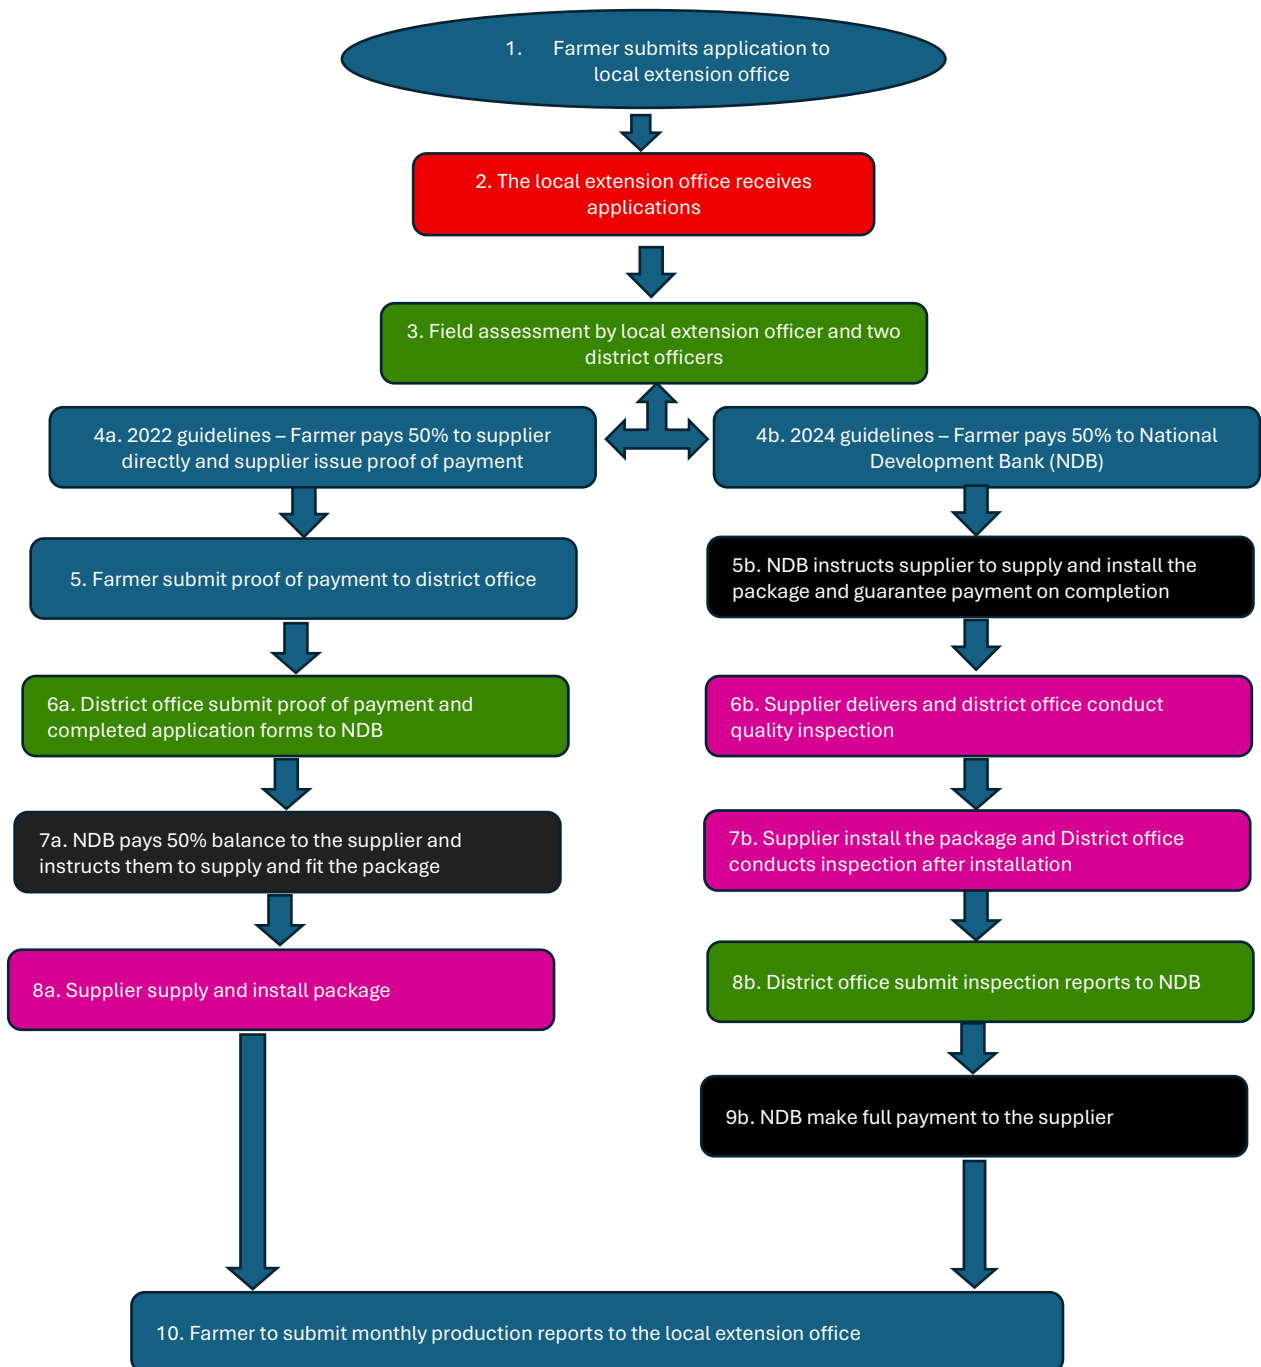 1. Farmer submits application to
local extension office
2. The local extension office receives
applications
3. Field assessment by local extension officer and two
district officers
4a. 2022 guidelines – Farmer pays 50% to supplier
directly and supplier issue proof of payment
4b. 2024 guidelines – Farmer pays 50% to National
Development Bank (NDB)
5. Farmer submit proof of payment to district office
5b. NDB instructs supplier to supply and install the
package and guarantee payment on completion
6a. District office submit proof of payment and
completed application forms to NDB
6b. Supplier delivers and district office conduct
quality inspection
7a. NDB pays 50% balance to the supplier and
instructs them to supply and fit the package
7b. Supplier install the package and District office
conducts inspection after installation
8a. Supplier supply and install package
8b. District office submit inspection reports to NDB
9b. NDB make full payment to the supplier
10. Farmer to submit monthly production reports to the local extension office